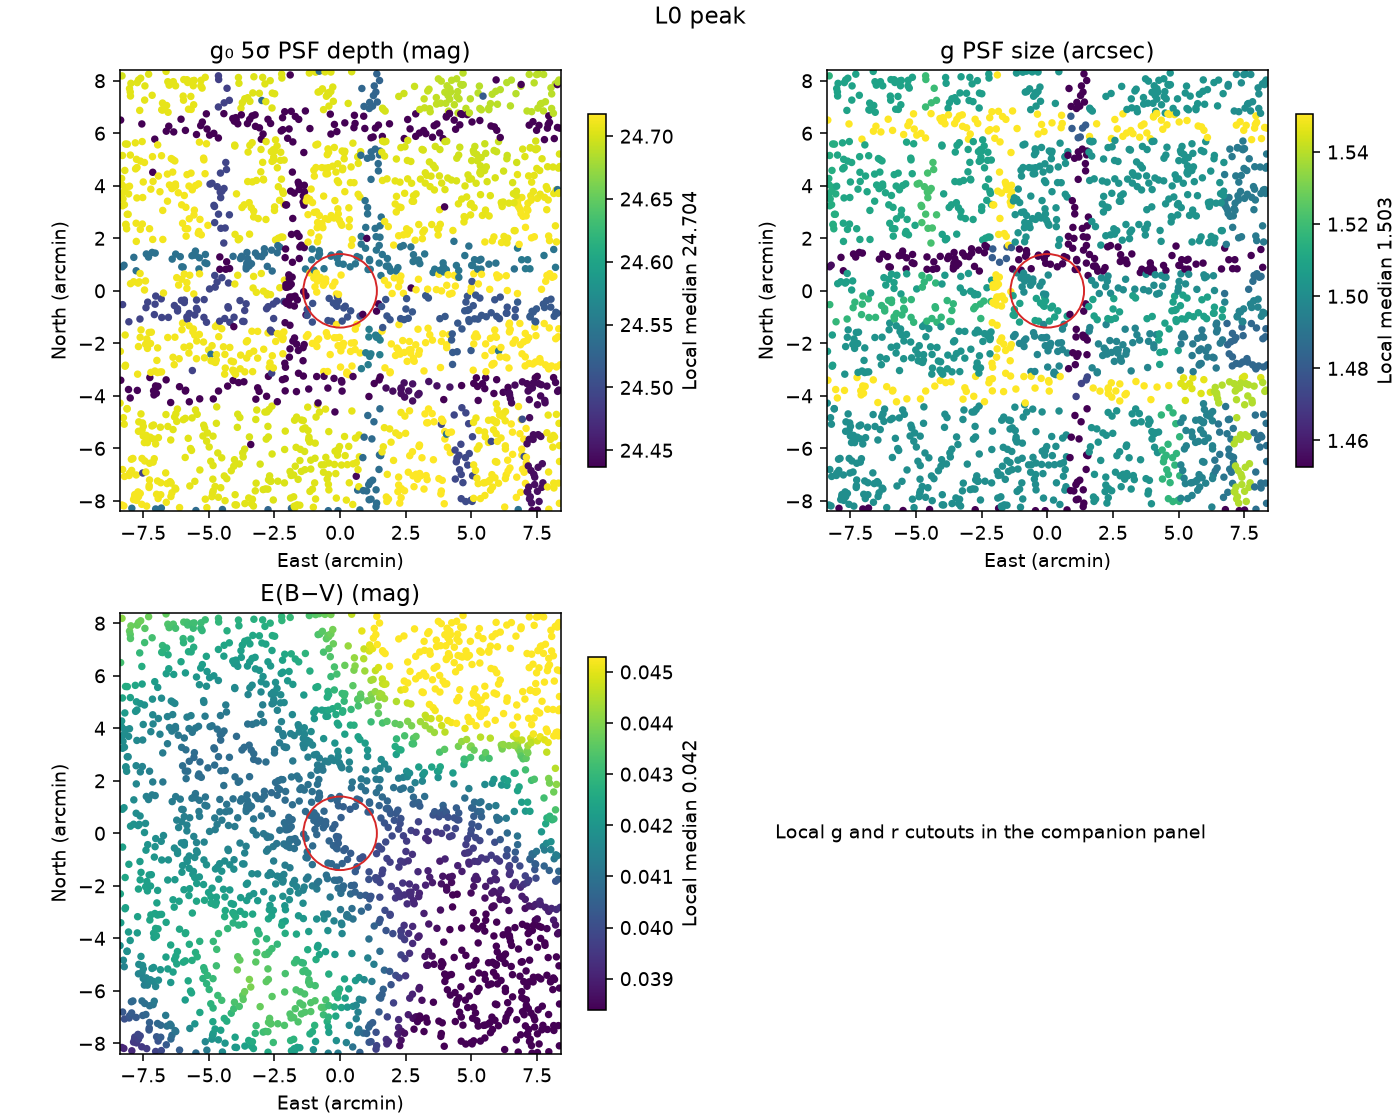 L0 peak
g₀ 5σ PSF depth (mag)
g PSF size (arcsec)
8
6
4
2
0
−2
−4
−6
−8
−7.5 −5.0 −2.5 0.0 2.5 5.0 7.5
East (arcmin)
North (arcmin)
24.70
24.65
24.60
24.55
24.50
24.45
Local median 24.704
8
6
4
2
0
−2
−4
−6
−8
−7.5 −5.0 −2.5 0.0 2.5 5.0 7.5
East (arcmin)
North (arcmin)
1.54
1.52
1.50
1.48
1.46
Local median 1.503
E(B−V) (mag)
8
6
4
2
0
−2
−4
−6
−8
−7.5 −5.0 −2.5 0.0 2.5 5.0 7.5
East (arcmin)
North (arcmin)
0.045
0.044
0.043
0.042
0.041
0.040
0.039
Local median 0.042
Local g and r cutouts in the companion panel